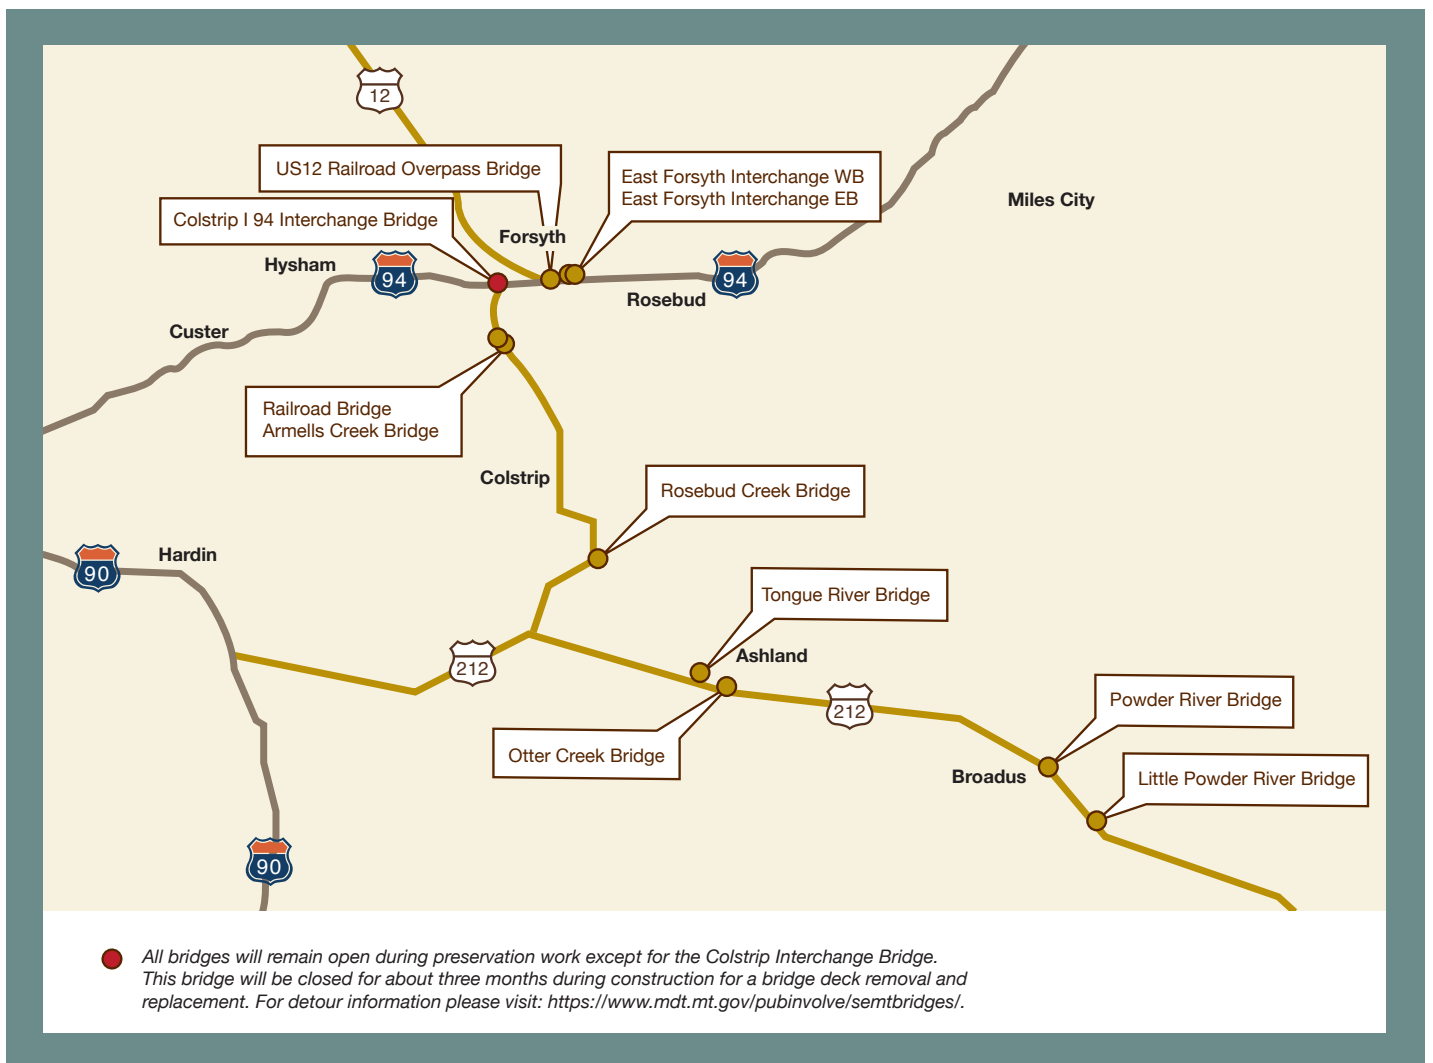 12
US12 Railroad Overpass Bridge
East Forsyth Interchange WB
East Forsyth Interchange EB
Miles City
Colstrip I 94 Interchange Bridge
Forsyth
Hysham
94
94
Rosebud
Custer
Railroad Bridge
Armells Creek Bridge
Colstrip
Rosebud Creek Bridge
Hardin
90
Tongue River Bridge
Ashland
212
Powder River Bridge
212
Otter Creek Bridge
Broadus
Little Powder River Bridge
90
All bridges will remain open during preservation work except for the Colstrip Interchange Bridge.
This bridge will be closed for about three months during construction for a bridge deck removal and
replacement. For detour information please visit: https://www.mdt.mt.gov/pubinvolve/semtbridges/.